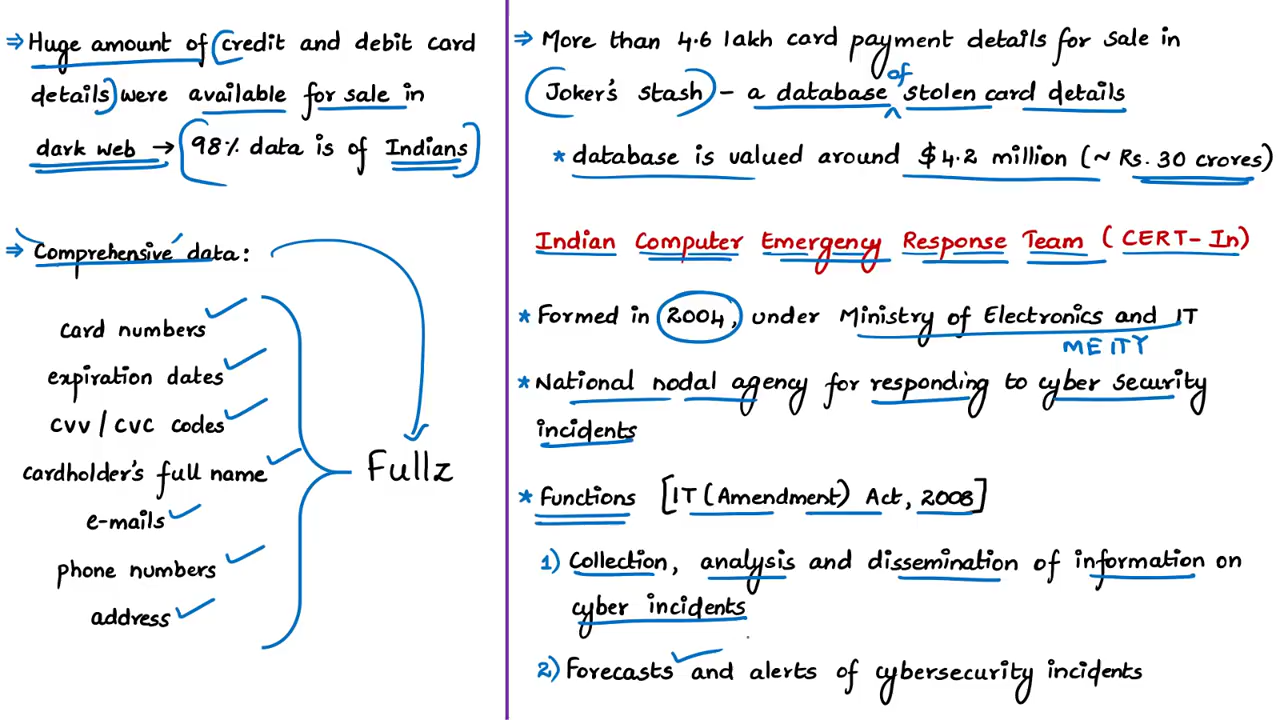 ⇒ Huge amount of credit and debit card
details were available for sale in
dark web → 98% data is of Indians
⇒ Comprehensive data:
card numbers
expiration dates
CVV / CVC codes
cardholder's full name
e-mails
phone numbers
address
Fullz
⇒ More than 4.6 lakh card payment details for sale in
Joker's stash - a database of stolen card details
* database is valued around $4.2 million (~ Rs. 30 crores)
Indian Computer Emergency Response Team (CERT-In)
* Formed in 2004, under Ministry of Electronics and IT
MEITY
* National nodal agency for responding to cyber security
incidents
* Functions [IT (Amendment) Act, 2008]
1) Collection, analysis and dissemination of information on
cyber incidents
2) Forecasts and alerts of cybersecurity incidents